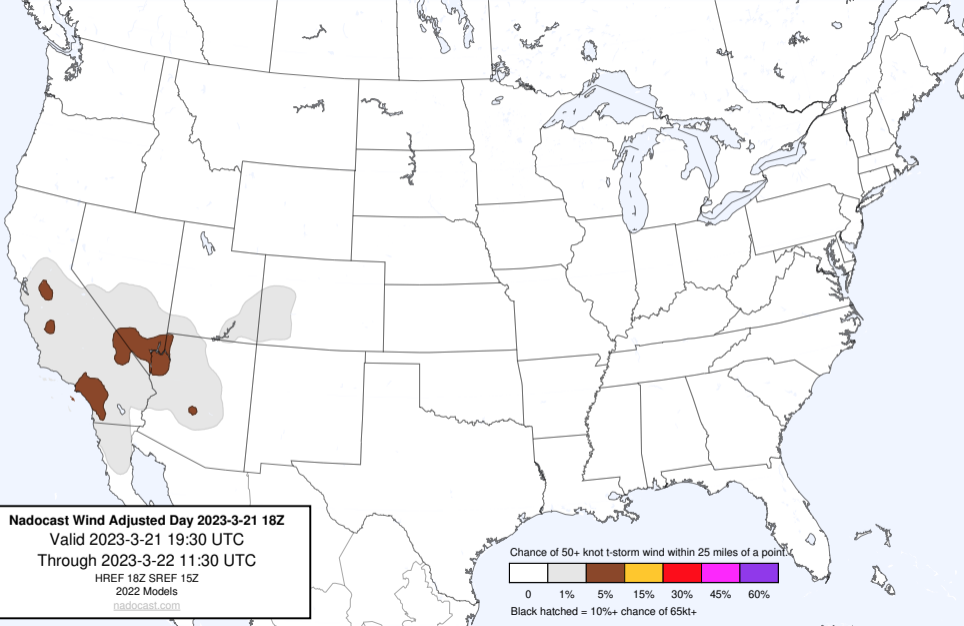 Nadocast Wind Adjusted Day 2023-3-21 18Z
Valid 2023-3-21 19:30 UTC
Through 2023-3-22 11:30 UTC
HREF 18Z SREF 15Z
2022 Models
nadocast.com
Chance of 50+ knot t-storm wind within 25 miles of a point.
0 1% 5% 15% 30% 45% 60%
Black hatched = 10%+ chance of 65kt+